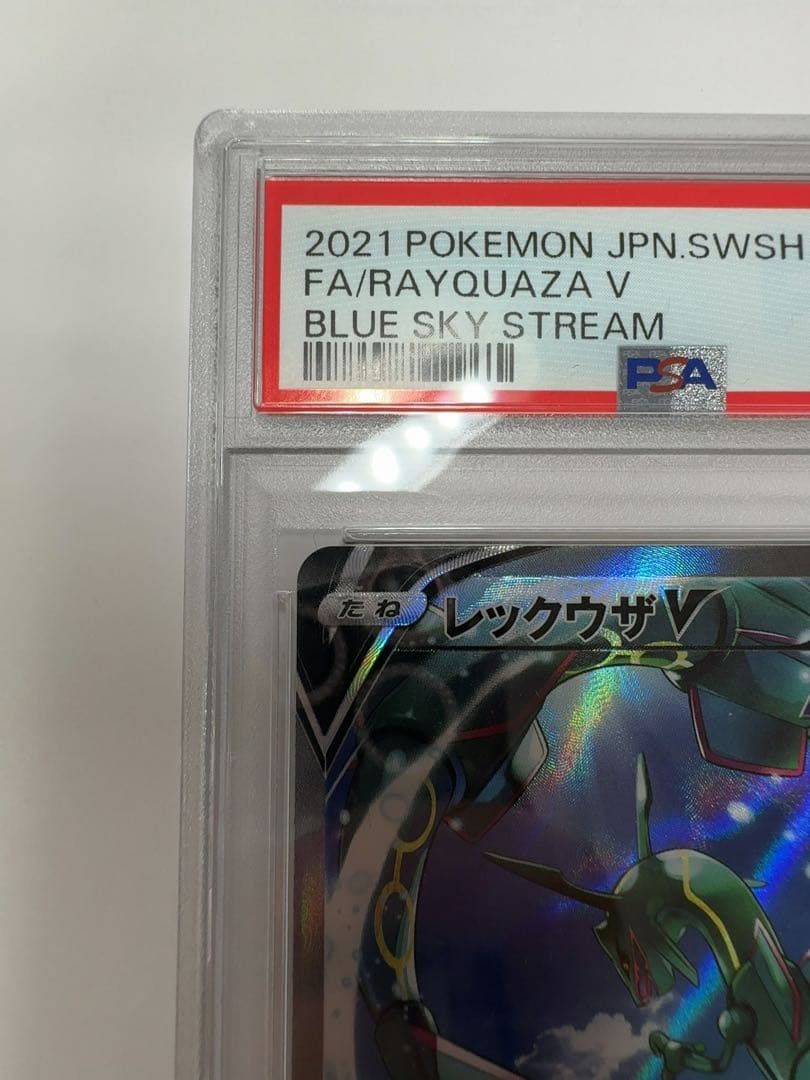 2021 POKEMON JPN.SWSH
FA/RAYQUAZA V
BLUE SKY STREAM
PSA
たね レックウザV